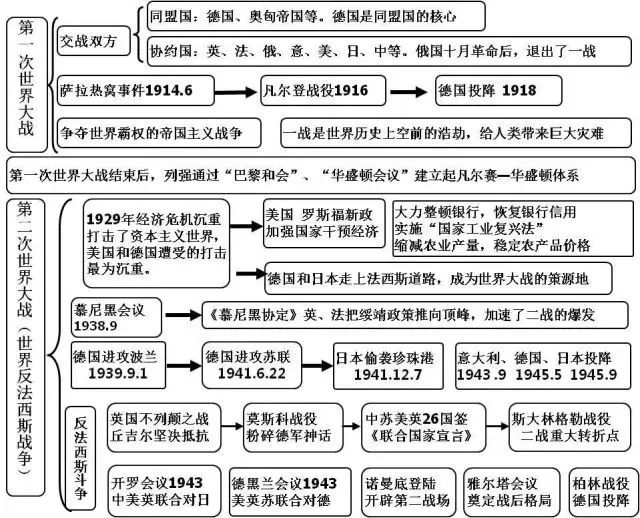 第一次世界大战
交战双方
同盟国：德国、奥匈帝国等。德国是同盟国的核心
协约国：英、法、俄、意、美、日、中等。俄国十月革命后，退出了一战
萨拉热窝事件1914.6
凡尔登战役1916
德国投降 1918
争夺世界霸权的帝国主义战争
一战是世界历史上空前的浩劫，给人类带来巨大灾难
第一次世界大战结束后，列强通过“巴黎和会”、“华盛顿会议”建立起凡尔赛—华盛顿体系
第二次世界大战（世界反法西斯战争）
1929年经济危机沉重
打击了资本主义世界，
美国和德国遭受的打击
最为沉重。
美国 罗斯福新政
加强国家干预经济
大力整顿银行，恢复银行信用
实施“国家工业复兴法”
缩减农业产量，稳定农产品价格
德国和日本走上法西斯道路，成为世界大战的策源地
慕尼黑会议
1938.9
《慕尼黑协定》英、法把绥靖政策推向顶峰，加速了二战的爆发
德国进攻波兰
1939.9.1
德国进攻苏联
1941.6.22
日本偷袭珍珠港
1941.12.7
意大利、德国、日本投降
1943.9 1945.5 1945.9
反法西斯斗争
英国不列颠之战
丘吉尔坚决抵抗
莫斯科战役
粉碎德军神话
中苏美英26国签
《联合国家宣言》
斯大林格勒战役
二战重大转折点
开罗会议1943
中美英联合对日
德黑兰会议1943
美英苏联合对德
诺曼底登陆
开辟第二战场
雅尔塔会议
奠定战后格局
柏林战役
德国投降